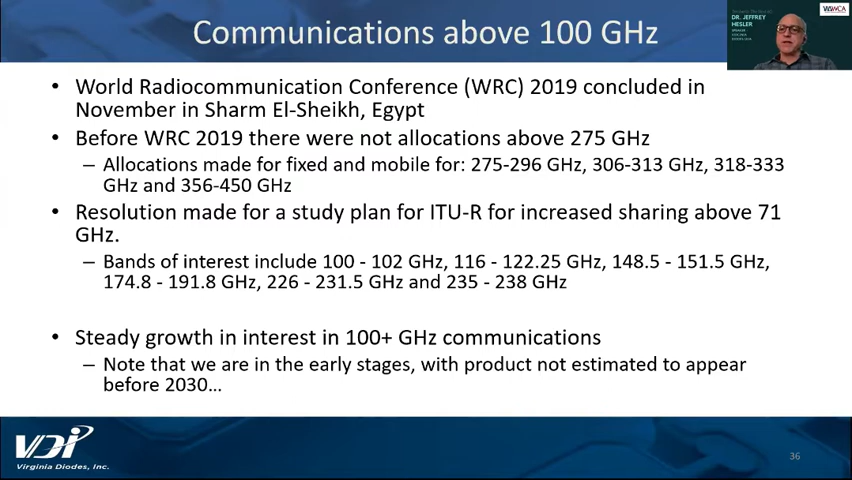 Communications above 100 GHz
DR. JEFFREY
HESLER
• World Radiocommunication Conference (WRC) 2019 concluded in
November in Sharm El-Sheikh, Egypt
• Before WRC 2019 there were not allocations above 275 GHz
– Allocations made for fixed and mobile for: 275-296 GHz, 306-313 GHz, 318-333
GHz and 356-450 GHz
• Resolution made for a study plan for ITU-R for increased sharing above 71
GHz.
– Bands of interest include 100 - 102 GHz, 116 - 122.25 GHz, 148.5 - 151.5 GHz,
174.8 - 191.8 GHz, 226 - 231.5 GHz and 235 - 238 GHz
• Steady growth in interest in 100+ GHz communications
– Note that we are in the early stages, with product not estimated to appear
before 2030…
VDI
Virginia Diodes, Inc.
36